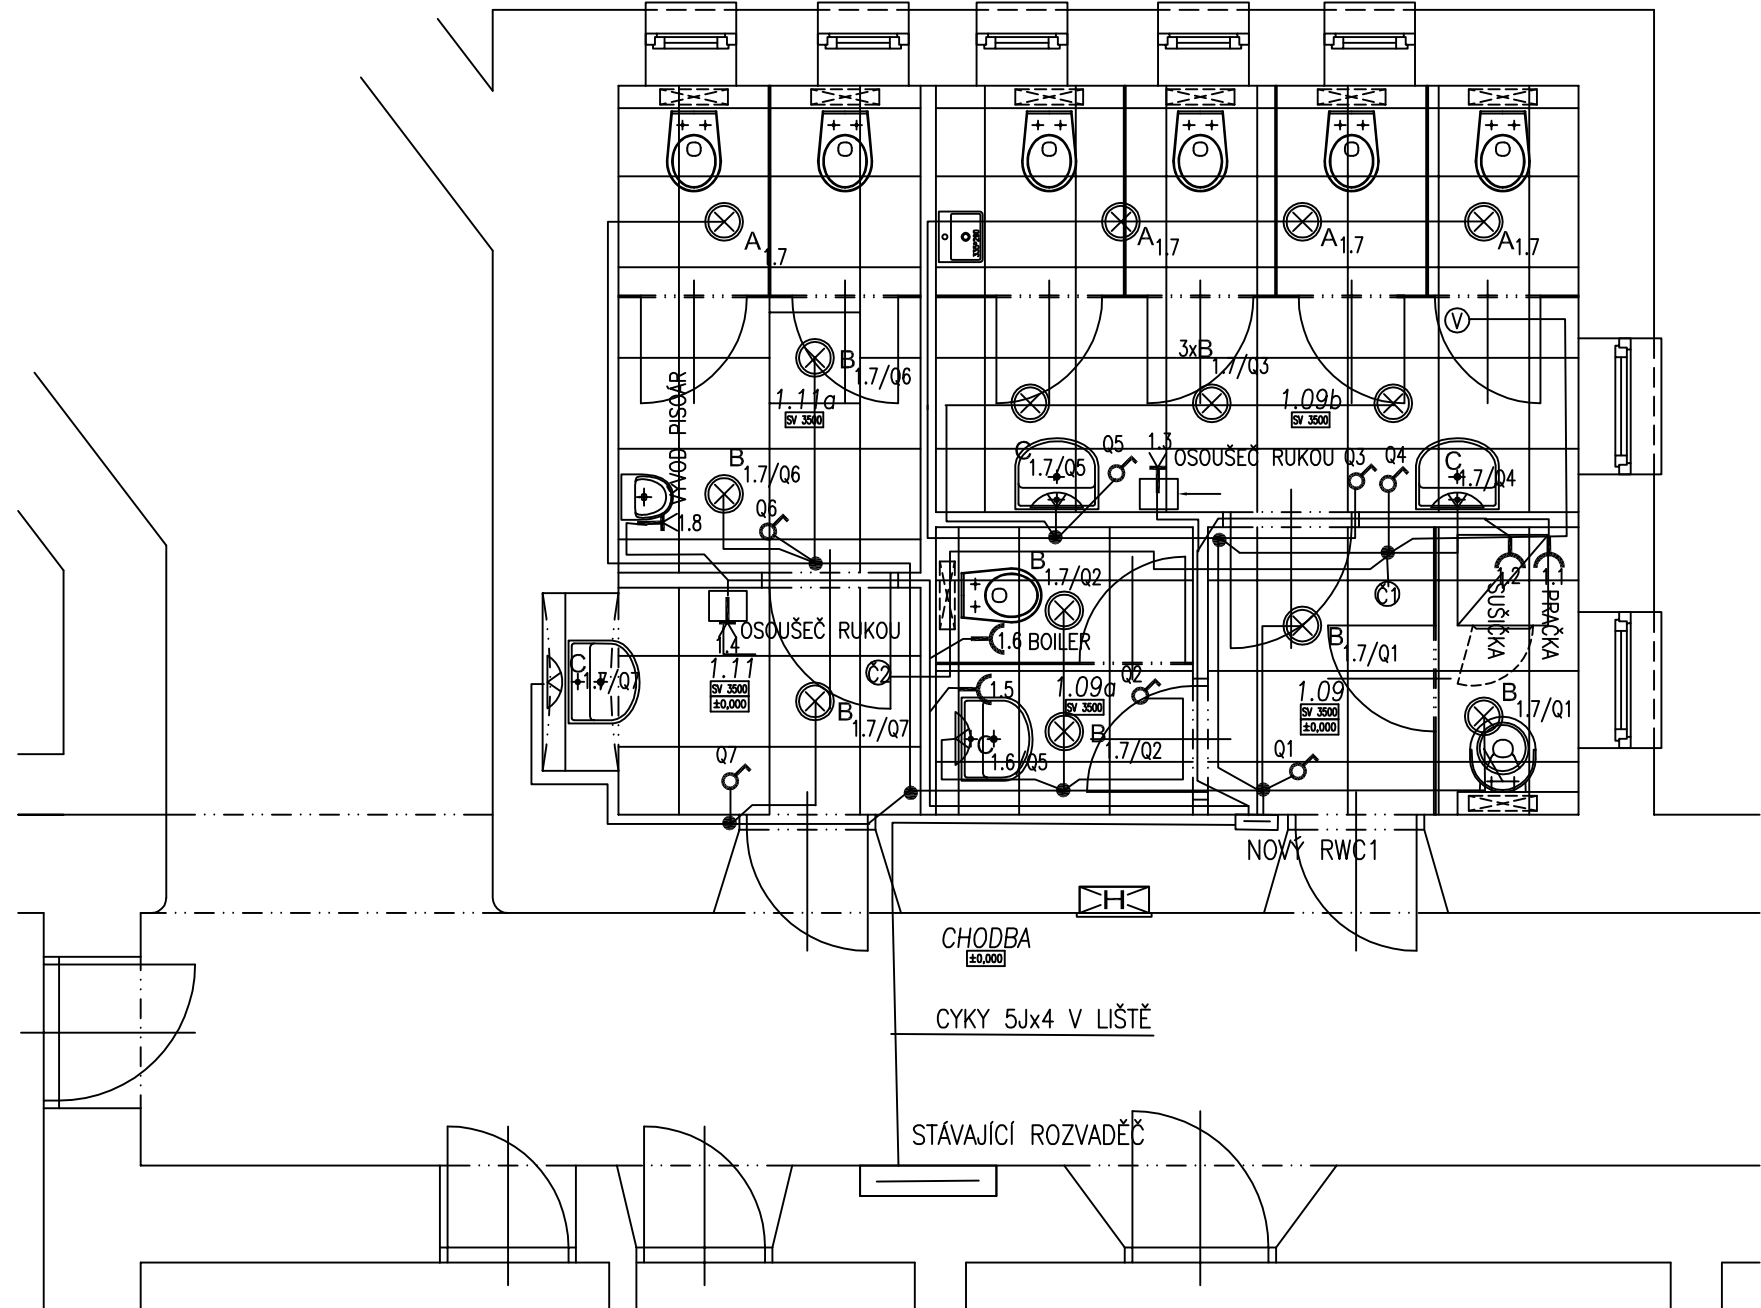 A1.7
A1.7
A1.7
A1.7
335*280
V
B1.7/Q6
3xB1.7/Q3
1.11a
SV 3500
1.09b
SV 3500
VÝVOD PISOÁR
B1.7/Q6
Q6
1.8
C1.7/Q5
Q5
1.3
OSOUŠEČ RUKOU
Q3
Q4
C1.7/Q4
B1.7/Q2
Č1
1.2
SUŠIČKA
1.1
PRAČKA
OSOUŠEČ RUKOU
1.4
1.6 BOILER
B1.7/Q1
C1.7/Q7
1.11
SV 3500
±0,000
Č2
1.5
1.09a
SV 3500
Q2
1.09
SV 3500
±0,000
B1.7/Q1
B1.7/Q7
B1.7/Q2
C1.6/Q5
Q7
Q1
NOVÝ RWC1
H
CHODBA
±0,000
CYKY 5Jx4 V LIŠTĚ
STÁVAJÍCÍ ROZVADĚČ